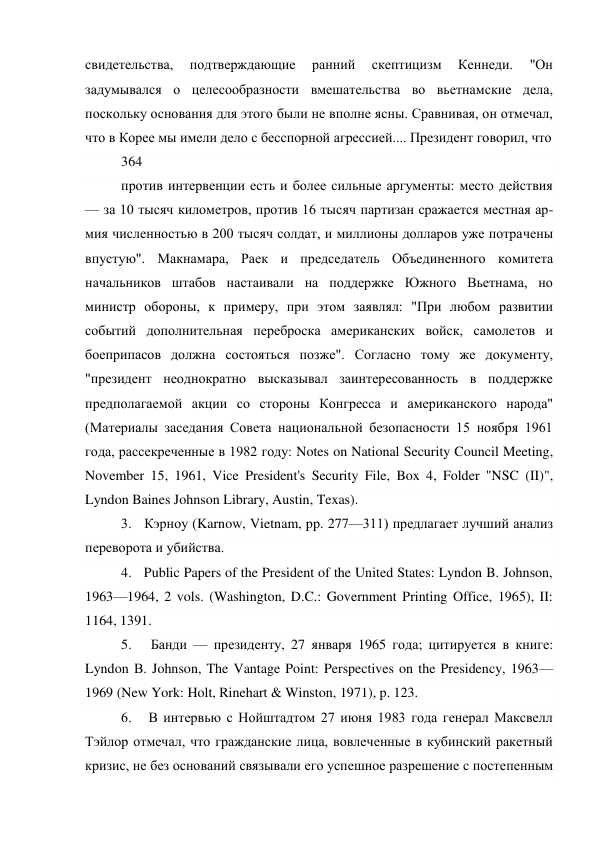 свидетельства, подтверждающие ранний скептицизм Кеннеди. "Он
задумывался о целесообразности вмешательства во вьетнамские дела,
поскольку основания для этого были не вполне ясны. Сравнивая, он отмечал,
что в Корее мы имели дело с бесспорной агрессией.... Президент говорил, что
364
против интервенции есть и более сильные аргументы: место действия
— за 10 тысяч километров, против 16 тысяч партизан сражается местная ар-
мия численностью в 200 тысяч солдат, и миллионы долларов уже потрачены
впустую". Макнамара, Раек и председатель Объединенного комитета
начальников штабов настаивали на поддержке Южного Вьетнама, но
министр обороны, к примеру, при этом заявлял: "При любом развитии
событий дополнительная переброска американских войск, самолетов и
боеприпасов должна состояться позже". Согласно тому же документу,
"президент неоднократно высказывал заинтересованность в поддержке
предполагаемой акции со стороны Конгресса и американского народа"
(Материалы заседания Совета национальной безопасности 15 ноября 1961
года, рассекреченные в 1982 году: Notes on National Security Council Meeting,
November 15, 1961, Vice President's Security File, Box 4, Folder "NSC (II)",
Lyndon Baines Johnson Library, Austin, Texas).
3. Кэрноу (Karnow, Vietnam, pp. 277—311) предлагает лучший анализ
переворота и убийства.
4. Public Papers of the President of the United States: Lyndon B. Johnson,
1963—1964, 2 vols. (Washington, D.C.: Government Printing Office, 1965), II:
1164, 1391.
5. Банди — президенту, 27 января 1965 года; цитируется в книге:
Lyndon B. Johnson, The Vantage Point: Perspectives on the Presidency, 1963—
1969 (New York: Holt, Rinehart & Winston, 1971), p. 123.
6. В интервью с Нойштадтом 27 июня 1983 года генерал Максвелл
Тэйлор отмечал, что гражданские лица, вовлеченные в кубинский ракетный
кризис, не без оснований связывали его успешное разрешение с постепенным